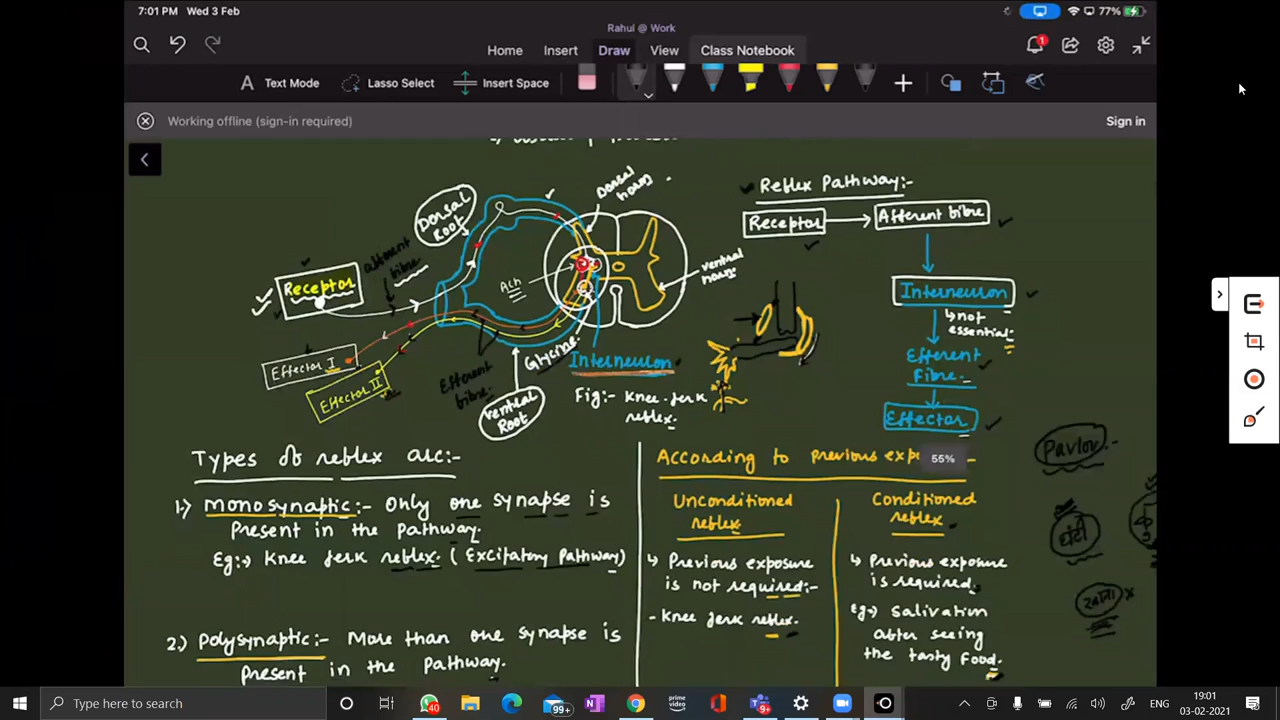 7:01 PM Wed 3 Feb
77%
Rahul @ Work
Home Insert Draw View Class Notebook
1
Text Mode Lasso Select Insert Space
Working offline (sign-in required) Sign in
Dorsal Root
Dorsal horn
Receptor
afferent fibre
Ach
ventral horn
Effector I
Effector II
Efferent fibre
Glycine
Interneuron
ventral Root
Fig:- Knee-Jerk
reflex.
Reflex Pathway:-
Receptor
Afferent fibre
Interneuron
not essential
Efferent Fibre
Effector
55%
Pavlov
घंटी
खाना x
Types of reflex arc:-
1.) monosynaptic:- Only one synapse is
Present in the Pathway.
Eg:→ Knee Jerk reflex. (Excitatory Pathway)
2.) Polysynaptic:- More than one synapse is
Present in the Pathway.
According to previous exp
Unconditioned
reflex
Previous exposure
is not required:-
- Knee jerk reflex.
Conditioned
reflex
Previous exposure
is required.
Eg:→ Salivation
after seeing
the tasty food.
Type here to search
40
99+
9+
ENG
19:01
03-02-2021